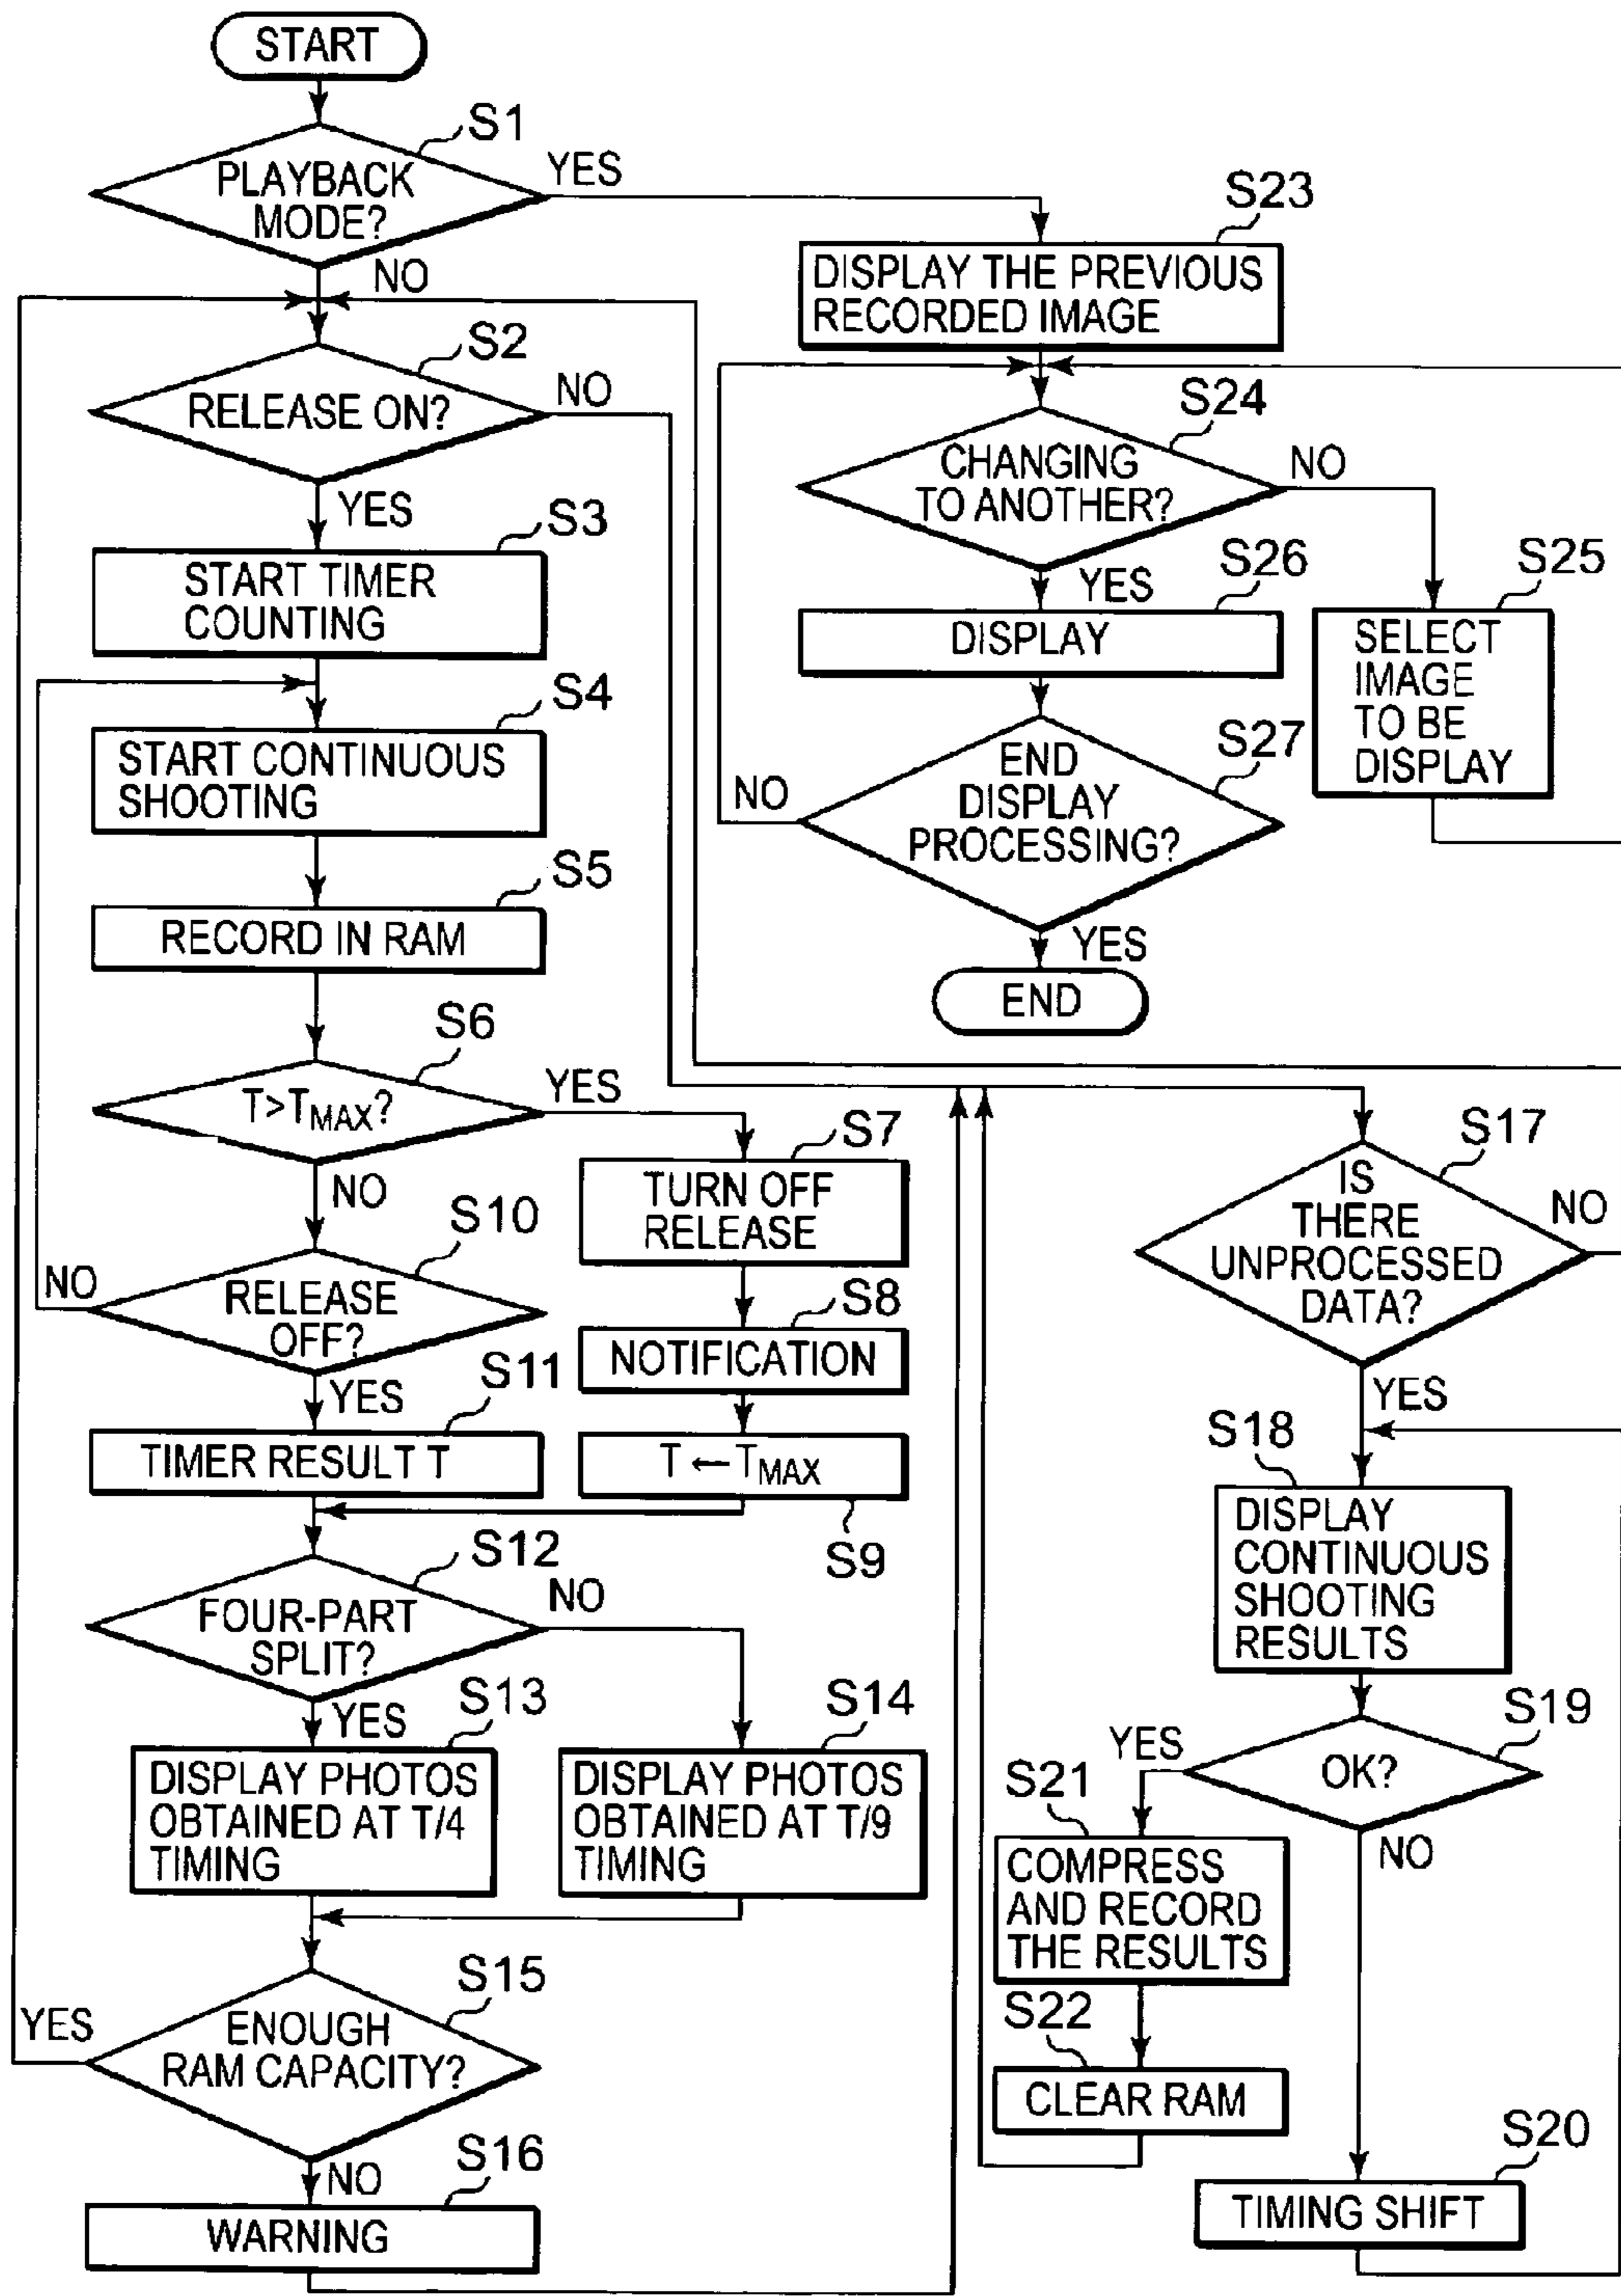 START
S1
PLAYBACK
MODE?
YES
NO
S2
RELEASE ON?
NO
YES
S3
START TIMER
COUNTING
S4
START CONTINUOUS
SHOOTING
S5
RECORD IN RAM
S6
T>TMAX?
YES
NO
S7
TURN OFF
RELEASE
S8
NOTIFICATION
T ← TMAX
S9
S10
RELEASE
OFF?
NO
YES
S11
TIMER RESULT T
S12
FOUR-PART
SPLIT?
NO
YES
S13
DISPLAY PHOTOS
OBTAINED AT T/4
TIMING
S14
DISPLAY PHOTOS
OBTAINED AT T/9
TIMING
S15
ENOUGH
RAM CAPACITY?
YES
NO
S16
WARNING
S23
DISPLAY THE PREVIOUS
RECORDED IMAGE
S24
CHANGING
TO ANOTHER?
NO
YES
S25
SELECT
IMAGE
TO BE
DISPLAY
S26
DISPLAY
S27
END
DISPLAY
PROCESSING?
NO
YES
END
S17
IS
THERE
UNPROCESSED
DATA?
NO
YES
S18
DISPLAY
CONTINUOUS
SHOOTING
RESULTS
S19
OK?
YES
NO
S21
COMPRESS
AND RECORD
THE RESULTS
S22
CLEAR RAM
S20
TIMING SHIFT